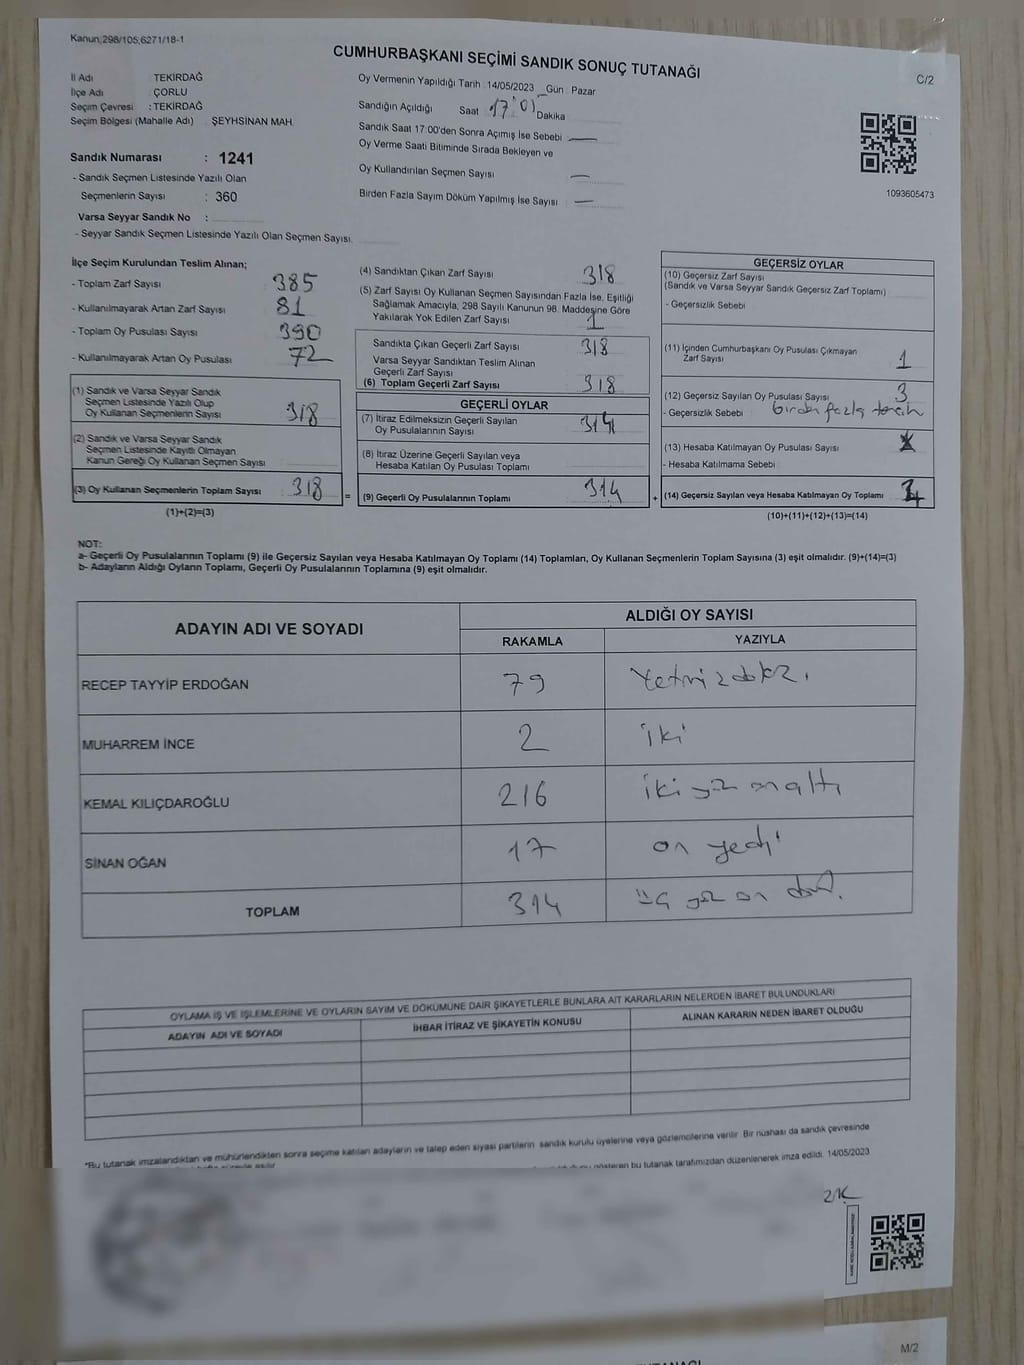 Kanun;298/105;6271/18-1
CUMHURBAŞKANI SEÇİMİ SANDIK SONUÇ TUTANAĞI
C/2
İl Adı TEKİRDAĞ
İlçe Adı : ÇORLU
Seçim Çevresi : TEKİRDAĞ
Seçim Bölgesi (Mahalle Adı) ŞEYHSİNAN MAH.
Sandık Numarası : 1241
- Sandık Seçmen Listesinde Yazılı Olan
Seçmenlerin Sayısı : 360
Varsa Seyyar Sandık No :
- Seyyar Sandık Seçmen Listesinde Yazılı Olan Seçmen Sayısı.
Oy Vermenin Yapıldığı Tarih : 14/05/2023 Gün : Pazar
Sandığın Açıldığı Saat 17:01 Dakika
Sandık Saat 17:00'den Sonra Açımış İse Sebebi —
Oy Verme Saati Bitiminde Sırada Bekleyen ve
Oy Kullandırılan Seçmen Sayısı —
Birden Fazla Sayım Döküm Yapılmış İse Sayısı —
1093605473
İlçe Seçim Kurulundan Teslim Alınan;
- Toplam Zarf Sayısı 385
- Kullanılmayarak Artan Zarf Sayısı 81
- Toplam Oy Pusulası Sayısı 390
- Kullanılmayarak Artan Oy Pusulası 72
(1) Sandık ve Varsa Seyyar Sandık
Seçmen Listesinde Yazılı Olup
Oy Kullanan Seçmenlerin Sayısı 318
(2) Sandık ve Varsa Seyyar Sandık
Seçmen Listesinde Kayıtlı Olmayan
Kanun Gereği Oy Kullanan Seçmen Sayısı
(3) Oy Kullanan Seçmenlerin Toplam Sayısı 318
(1)+(2)=(3)
(4) Sandıktan Çıkan Zarf Sayısı 318
(5) Zarf Sayısı Oy Kullanan Seçmen Sayısından Fazla İse, Eşitliği
Sağlamak Amacıyla, 298 Sayılı Kanunun 98. Maddesine Göre
Yakılarak Yok Edilen Zarf Sayısı 1
Sandıkta Çıkan Geçerli Zarf Sayısı 318
Varsa Seyyar Sandıktan Teslim Alınan
Geçerli Zarf Sayısı
(6) Toplam Geçerli Zarf Sayısı 318
GEÇERLİ OYLAR
(7) İtiraz Edilmeksizin Geçerli Sayılan
Oy Pusulalarının Sayısı 314
(8) İtiraz Üzerine Geçerli Sayılan veya
Hesaba Katılan Oy Pusulası Toplamı
= (9) Geçerli Oy Pusulalarının Toplamı 314 +
GEÇERSİZ OYLAR
(10) Geçersiz Zarf Sayısı
(Sandık ve Varsa Seyyar Sandık Geçersiz Zarf Toplamı)
- Geçersizlik Sebebi
(11) İçinden Cumhurbaşkanı Oy Pusulası Çıkmayan
Zarf Sayısı 1
(12) Geçersiz Sayılan Oy Pusulası Sayısı 3
- Geçersizlik Sebebi : birden fazla tercih
(13) Hesaba Katılmayan Oy Pusulası Sayısı
- Hesaba Katılmama Sebebi
(14) Geçersiz Sayılan veya Hesaba Katılmayan Oy Toplamı 4
(10)+(11)+(12)+(13)=(14)
NOT:
a- Geçerli Oy Pusulalarının Toplamı (9) ile Geçersiz Sayılan veya Hesaba Katılmayan Oy Toplamı (14) Toplamları, Oy Kullanan Seçmenlerin Toplam Sayısına (3) eşit olmalıdır. (9)+(14)=(3)
b- Adayların Aldığı Oyların Toplamı, Geçerli Oy Pusulalarının Toplamına (9) eşit olmalıdır.
ADAYIN ADI VE SOYADI ALDIĞI OY SAYISI
RAKAMLA YAZIYLA
RECEP TAYYİP ERDOĞAN 79 Yetmiş dokuz.
MUHARREM İNCE 2 iki
KEMAL KILIÇDAROĞLU 216 iki yüz on altı
SİNAN OĞAN 17 on yedi
TOPLAM 314 üç yüz on dört.
OYLAMA İŞ VE İŞLEMLERİNE VE OYLARIN SAYIM VE DÖKÜMÜNE DAİR ŞİKAYETLERLE BUNLARA AİT KARARLARIN NELERDEN İBARET BULUNDUKLARI
ADAYIN ADI VE SOYADI İHBAR İTİRAZ VE ŞİKAYETİN KONUSU ALINAN KARARIN NEDEN İBARET OLDUĞU
*Bu tutanak imzalandıktan ve mühürlendikten sonra seçime katılan adayların ve talep eden siyasi partilerin sandık kurulu üyelerine veya gözlemcilerine verilir. Bir nüshası da sandık çevresinde
gösteren bu tutanak tarafımızdan düzenlenerek imza edildi. 14/05/2023
M/2